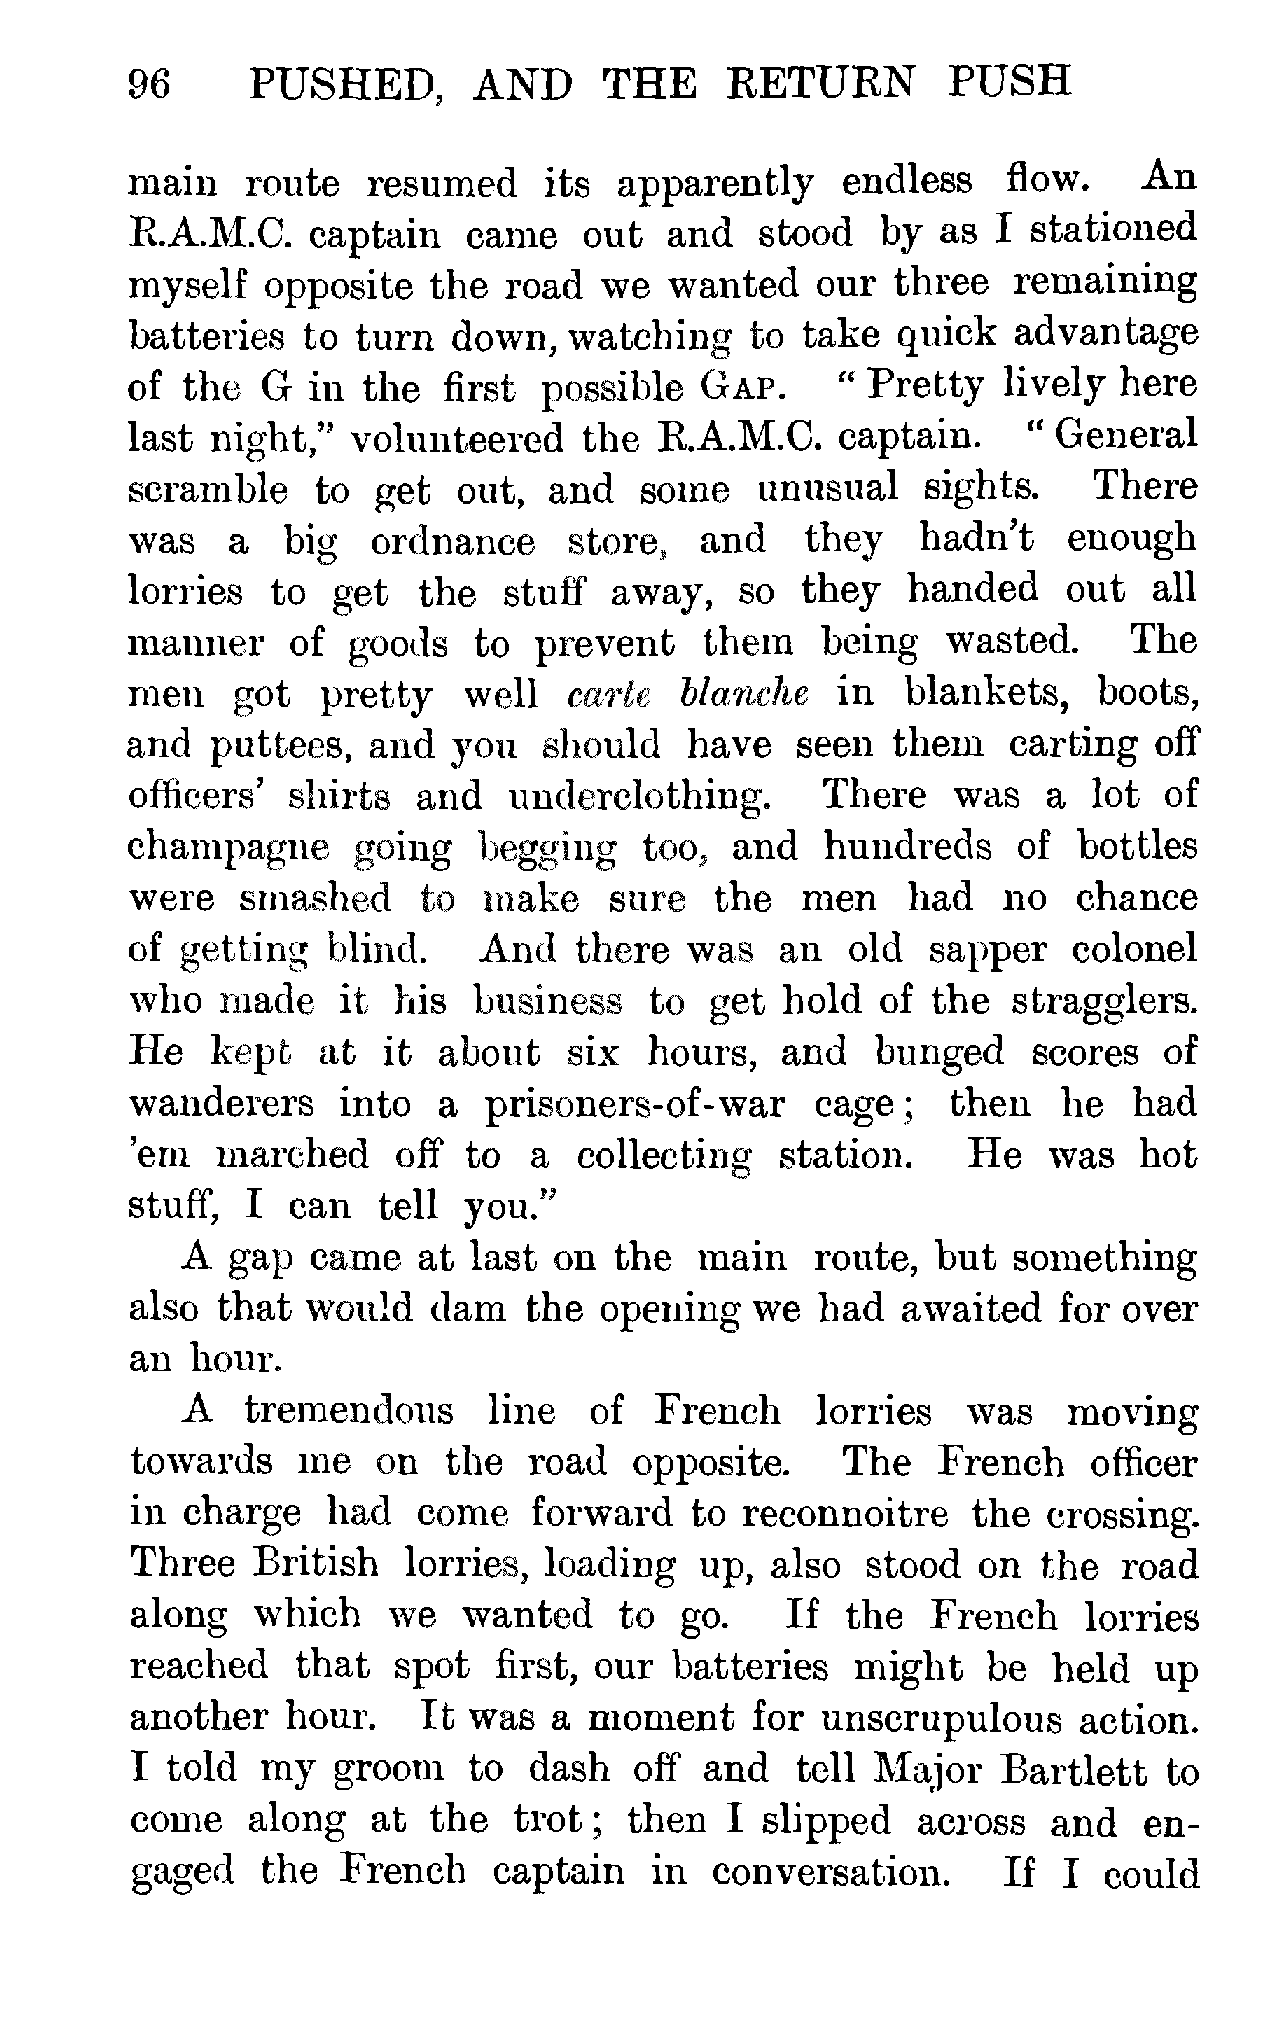 96 PUSHED, AND THE RETURN PUSH
main route resumed its apparently endless flow. An
R.A.M.C. captain came out and stood by as I stationed
myself opposite the road we wanted our three remaining
batteries to turn down, watching to take quick advantage
of the G in the first possible GAP. “ Pretty lively here
last night,” volunteered the R.A.M.C. captain. “ General
scramble to get out, and some unusual sights. There
was a big ordnance store, and they hadn’t enough
lorries to get the stuff away, so they handed out all
manner of goods to prevent them being wasted. The
men got pretty well carte blanche in blankets, boots,
and puttees, and you should have seen them carting off
officers’ shirts and underclothing. There was a lot of
champagne going begging too, and hundreds of bottles
were smashed to make sure the men had no chance
of getting blind. And there was an old sapper colonel
who made it his business to get hold of the stragglers.
He kept at it about six hours, and bunged scores of
wanderers into a prisoners-of-war cage ; then he had
’em marched off to a collecting station. He was hot
stuff, I can tell you.”
A gap came at last on the main route, but something
also that would dam the opening we had awaited for over
an hour.
A tremendous line of French lorries was moving
towards me on the road opposite. The French officer
in charge had come forward to reconnoitre the crossing.
Three British lorries, loading up, also stood on the road
along which we wanted to go. If the French lorries
reached that spot first, our batteries might be held up
another hour. It was a moment for unscrupulous action.
I told my groom to dash off and tell Major Bartlett to
come along at the trot ; then I slipped across and en-
gaged the French captain in conversation. If I could